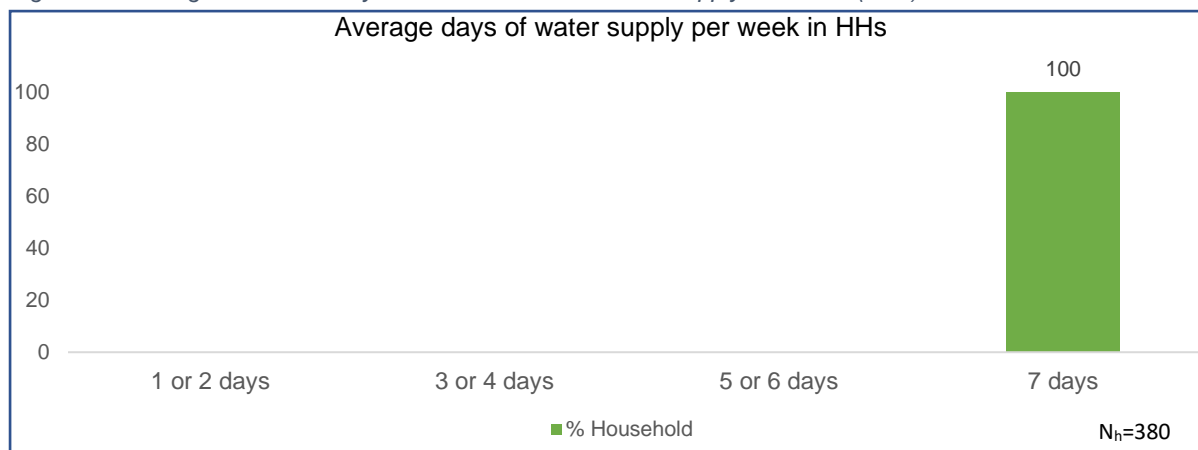 Average days of water supply per week in HHs
100
100
80
60
40
20
0
1 or 2 days
3 or 4 days
5 or 6 days
7 days
% Household
Nₕ=380